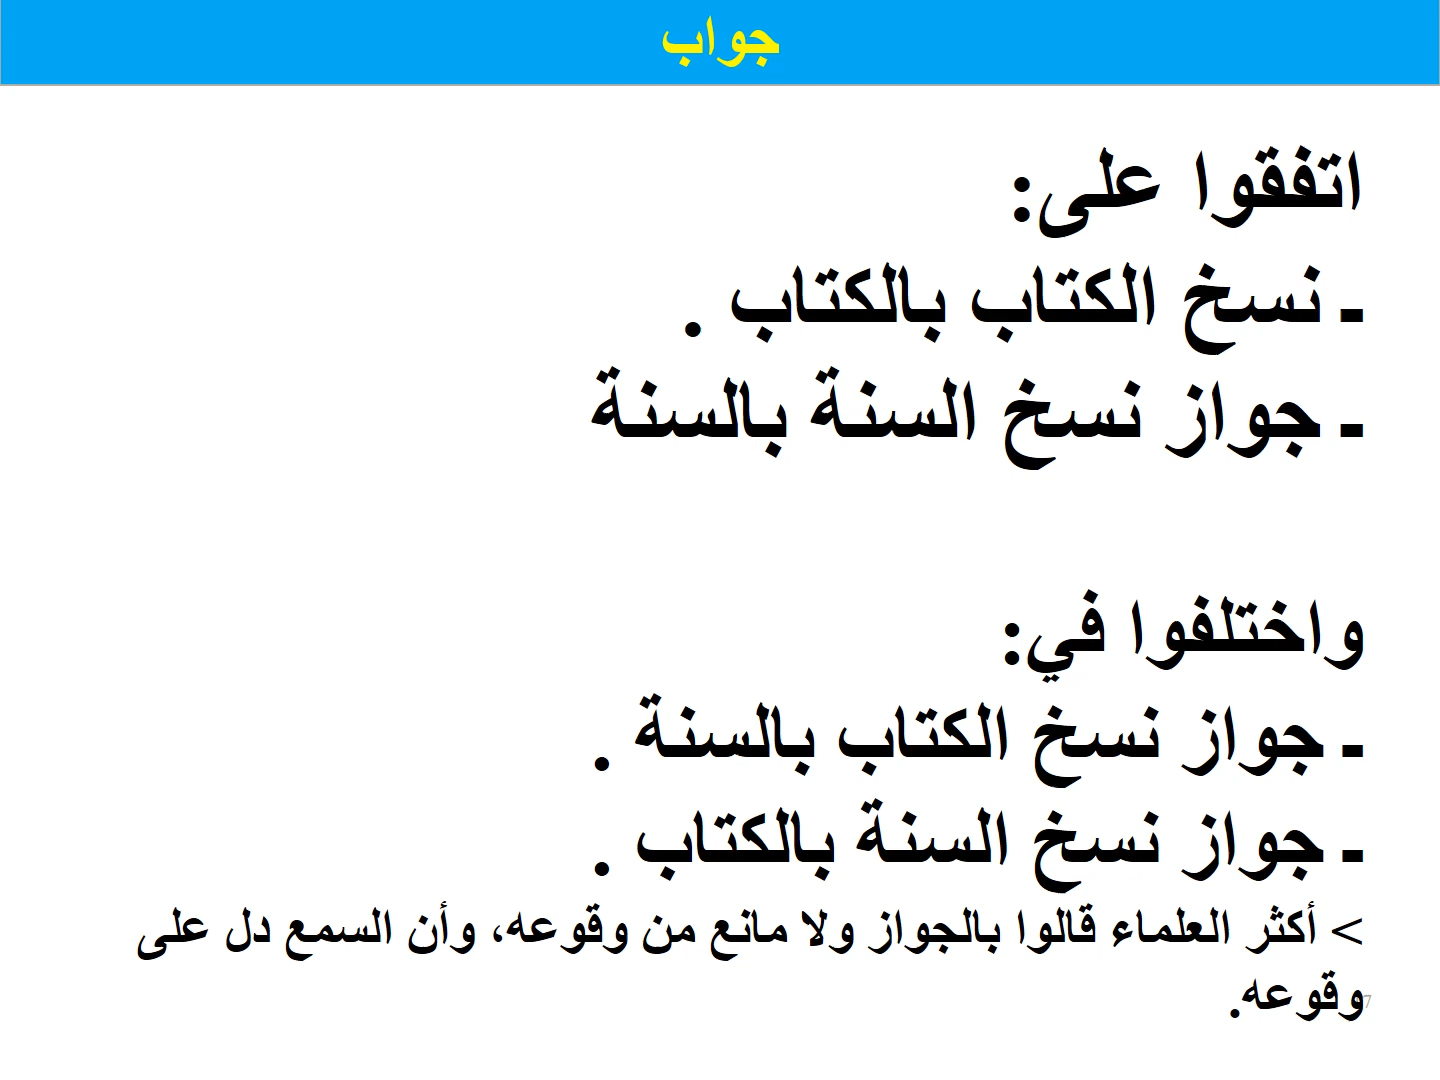 جواب
اتفقوا على:
ـ نسخ الكتاب بالكتاب .
ـ جواز نسخ السنة بالسنة
واختلفوا في:
ـ جواز نسخ الكتاب بالسنة .
ـ جواز نسخ السنة بالكتاب .
> أكثر العلماء قالوا بالجواز ولا مانع من وقوعه، وأن السمع دل على
وقوعه.
7